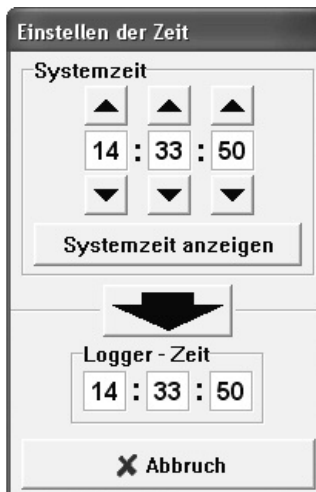 Einstellen der Zeit
Systemzeit
14 : 33 : 50
Systemzeit anzeigen
Logger - Zeit
14 : 33 : 50
Abbruch